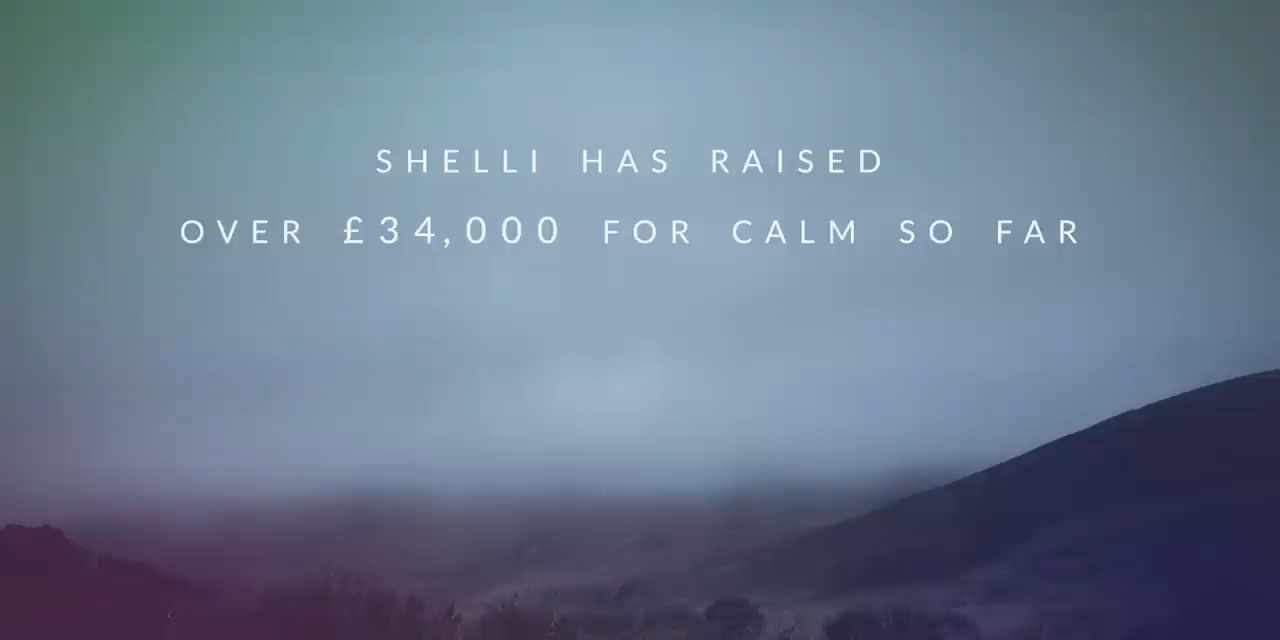 SHELLI HAS RAISED
OVER £34,000 FOR CALM SO FAR